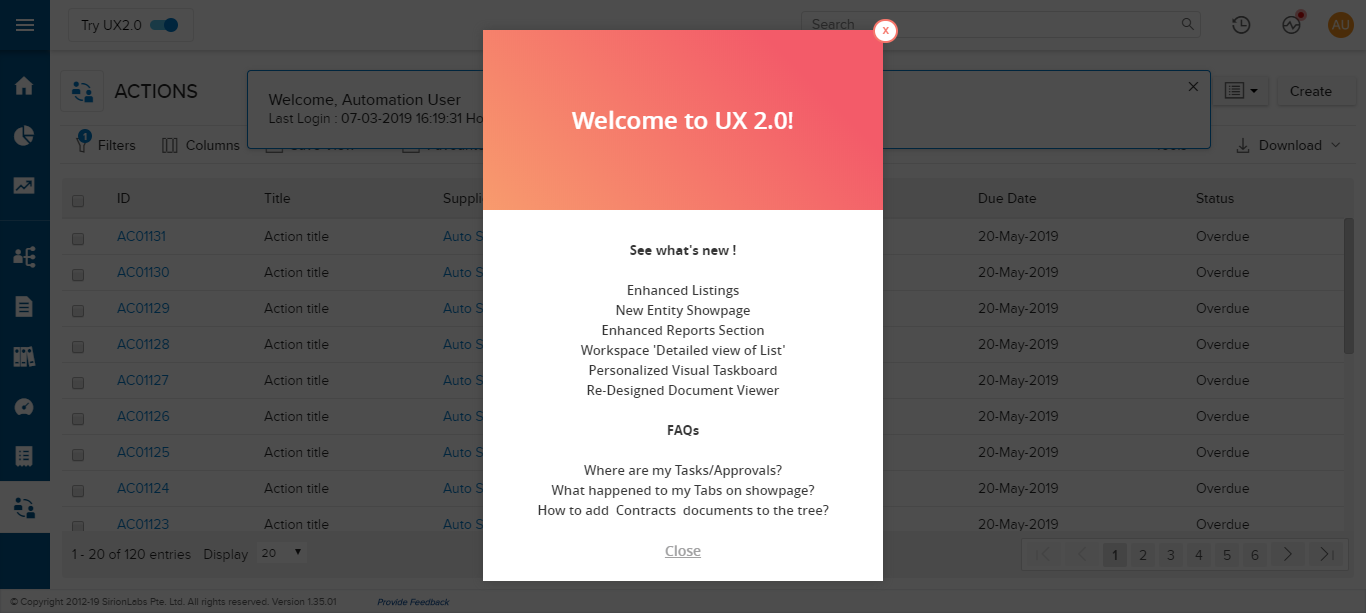 Try UX2.0
Search
AU
x
ACTIONS
Welcome, Automation User
Last Login : 07-03-2019 16:19:31 Ho
x
Create
1
Filters
Columns
Download
ID Title Suppli Due Date Status
AC01131 Action title Auto S 20-May-2019 Overdue
AC01130 Action title Auto S 20-May-2019 Overdue
AC01129 Action title Auto S 20-May-2019 Overdue
AC01128 Action title Auto S 20-May-2019 Overdue
AC01127 Action title Auto S 20-May-2019 Overdue
AC01126 Action title Auto S 20-May-2019 Overdue
AC01125 Action title Auto S 20-May-2019 Overdue
AC01124 Action title Auto S 20-May-2019 Overdue
AC01123 Action title Auto S 20-May-2019 Overdue
1 - 20 of 120 entries Display 20
1 2 3 4 5 6
© Copyright 2012-19 SirionLabs Pte. Ltd. All rights reserved. Version 1.35.01 Provide Feedback
Welcome to UX 2.0!
See what's new !
Enhanced Listings
New Entity Showpage
Enhanced Reports Section
Workspace 'Detailed view of List'
Personalized Visual Taskboard
Re-Designed Document Viewer
FAQs
Where are my Tasks/Approvals?
What happened to my Tabs on showpage?
How to add Contracts documents to the tree?
Close